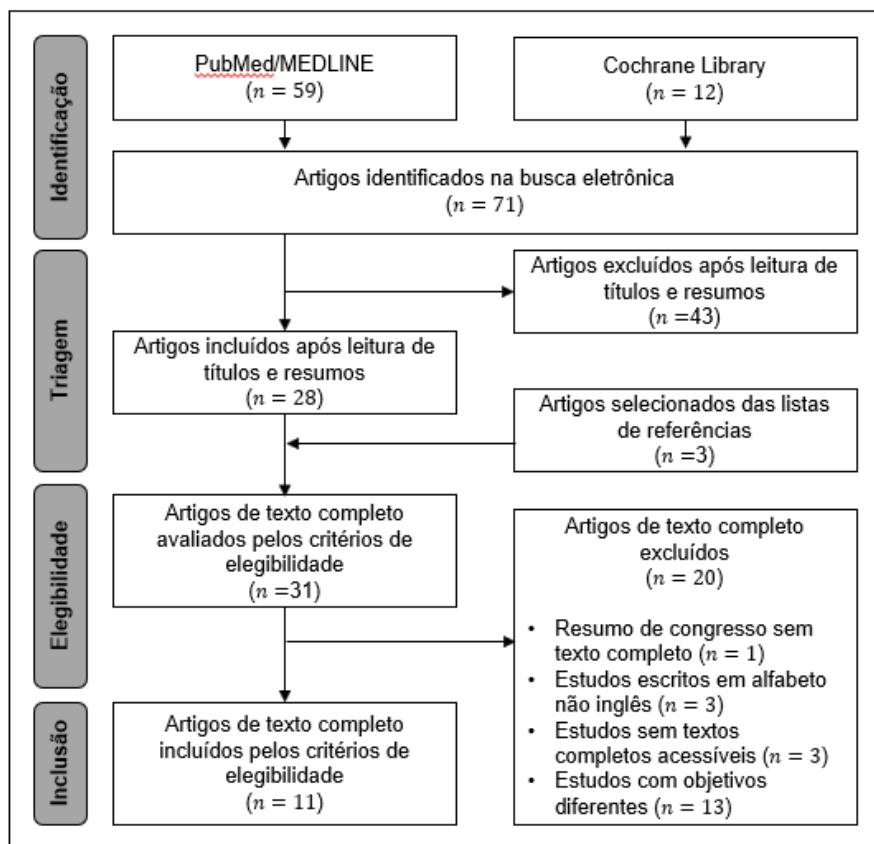 Identificação
PubMed/MEDLINE
(n = 59)
Cochrane Library
(n = 12)
Artigos identificados na busca eletrônica
(n = 71)
Triagem
Artigos excluídos após leitura de
títulos e resumos
(n =43)
Artigos incluídos após leitura de
títulos e resumos
(n = 28)
Artigos selecionados das listas
de referências
(n =3)
Elegibilidade
Artigos de texto completo
avaliados pelos critérios de
elegibilidade
(n =31)
Artigos de texto completo
excluídos
(n = 20)
• Resumo de congresso sem
texto completo (n = 1)
• Estudos escritos em alfabeto
não inglês (n = 3)
• Estudos sem textos
completos acessíveis (n = 3)
• Estudos com objetivos
diferentes (n = 13)
Inclusão
Artigos de texto completo
incluídos pelos critérios de
elegibilidade
(n = 11)